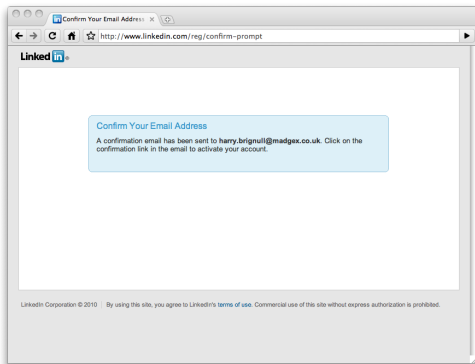 Confirm Your Email Address
http://www.linkedin.com/reg/confirm-prompt
Linked in
Confirm Your Email Address
A confirmation email has been sent to harry.brignull@madgex.co.uk. Click on the
confirmation link in the email to activate your account.
LinkedIn Corporation © 2010 | By using this site, you agree to LinkedIn's terms of use. Commercial use of this site without express authorization is prohibited.